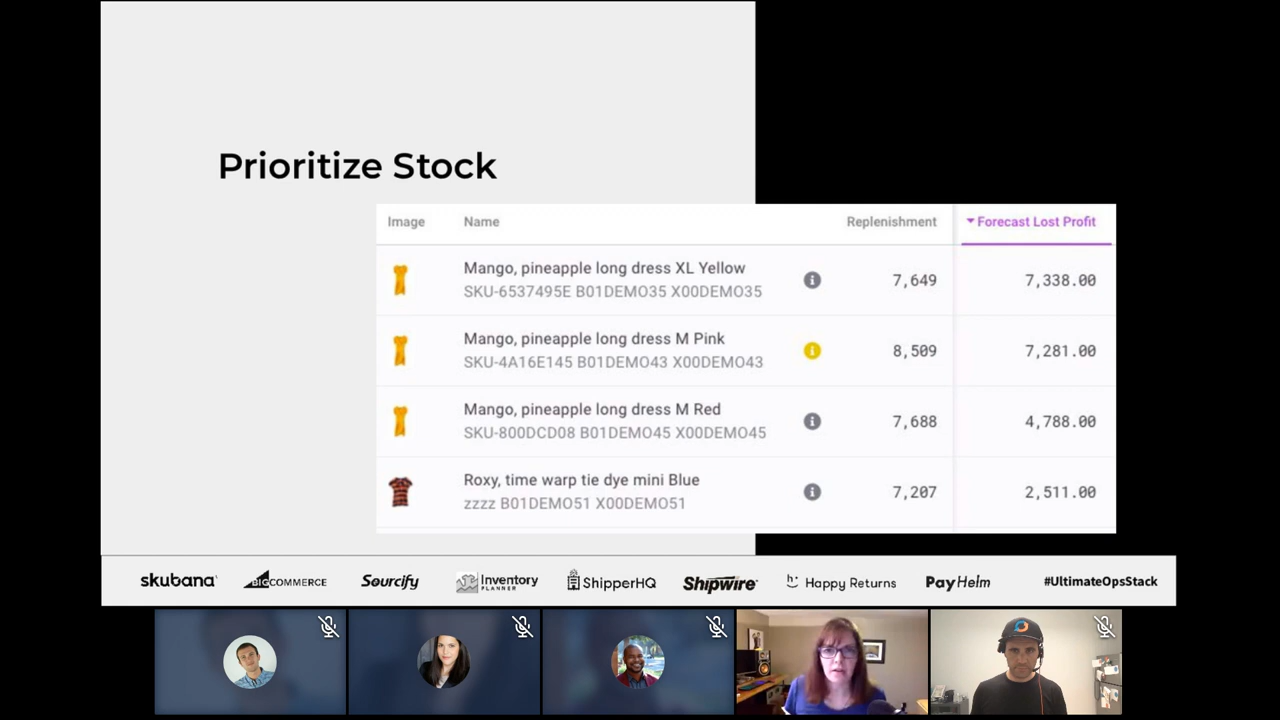 Prioritize Stock
Image Name Replenishment Forecast Lost Profit
Mango, pineapple long dress XL Yellow
SKU-6537495E B01DEMO35 X00DEMO35
7,649 7,338.00
Mango, pineapple long dress M Pink
SKU-4A16E145 B01DEMO43 X00DEMO43
8,509 7,281.00
Mango, pineapple long dress M Red
SKU-800DCD08 B01DEMO45 X00DEMO45
7,688 4,788.00
Roxy, time warp tie dye mini Blue
zzzz B01DEMO51 X00DEMO51
7,207 2,511.00
skubana BIGCOMMERCE Sourcify Inventory PLANNER ShipperHQ Shipwire Happy Returns PayHelm #UltimateOpsStack